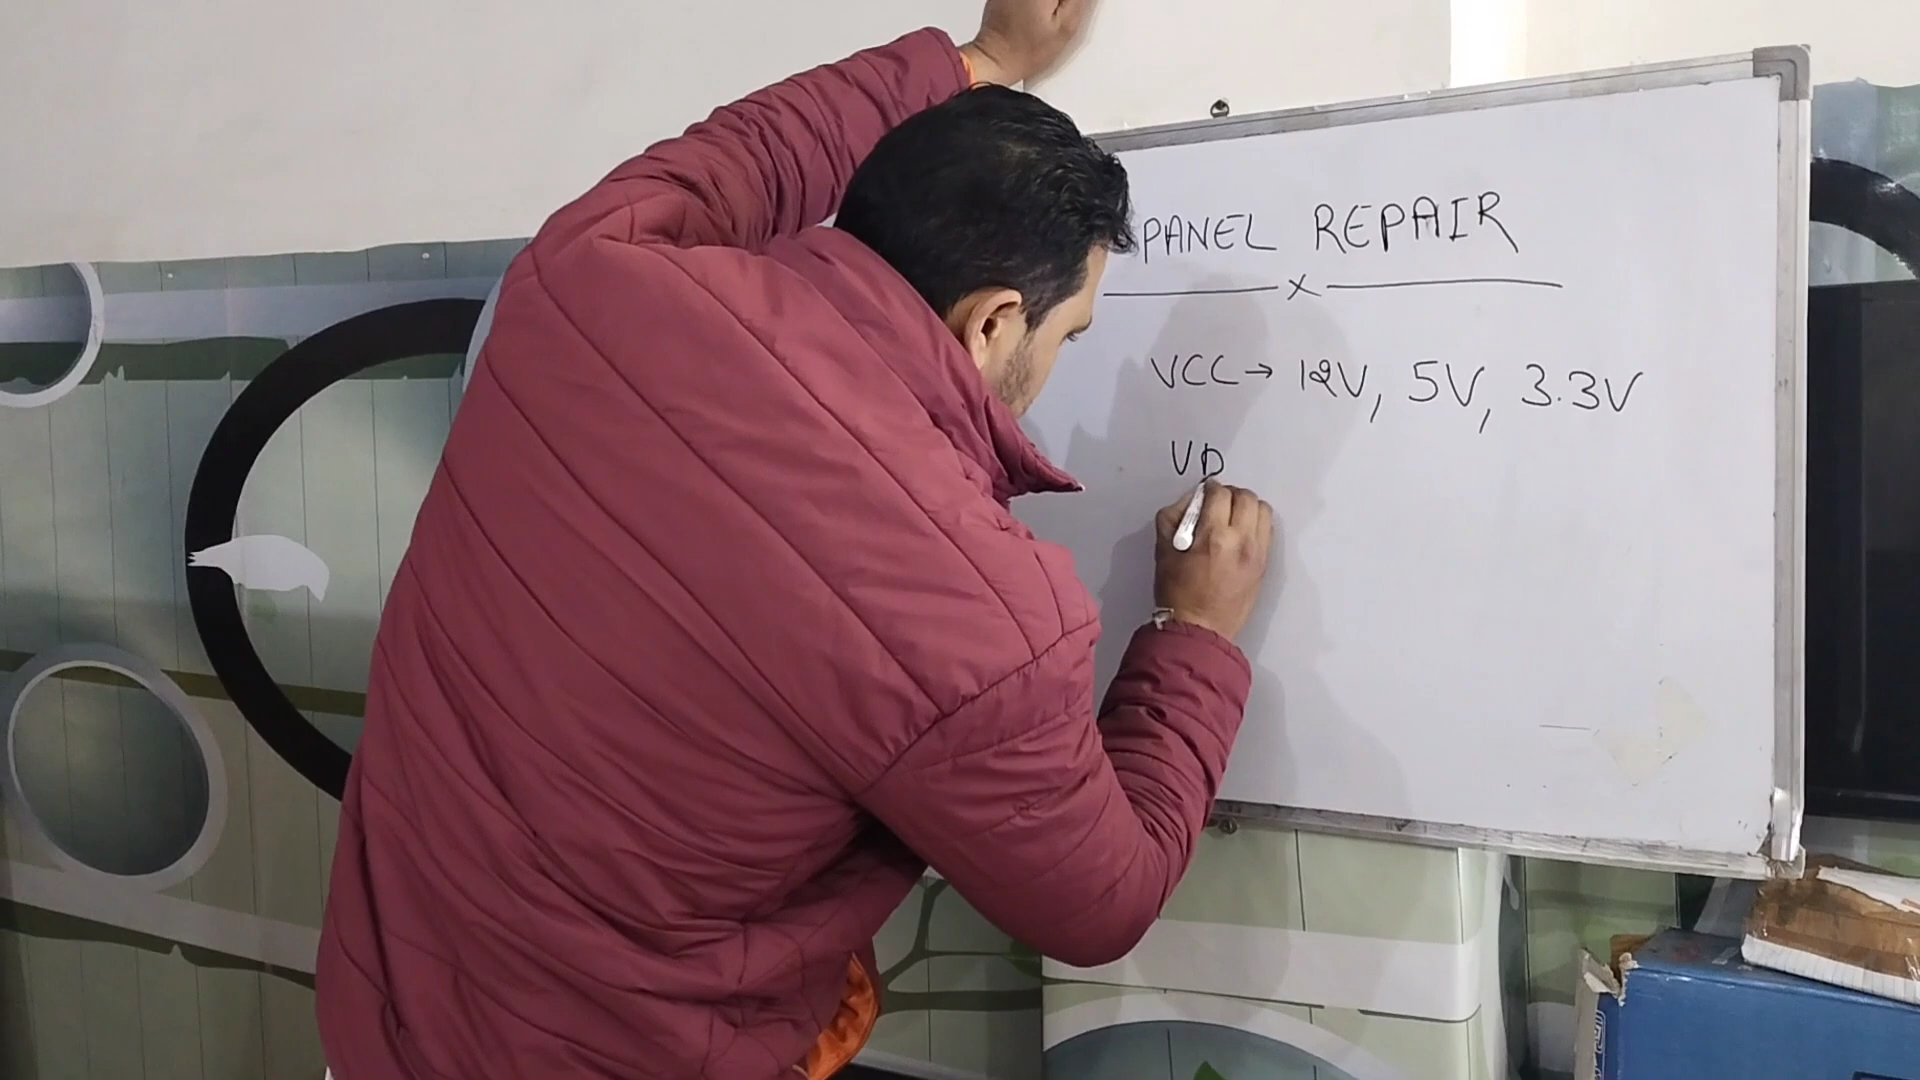 PANEL REPAIR
x
VCC → 12V, 5V, 3.3V
VD